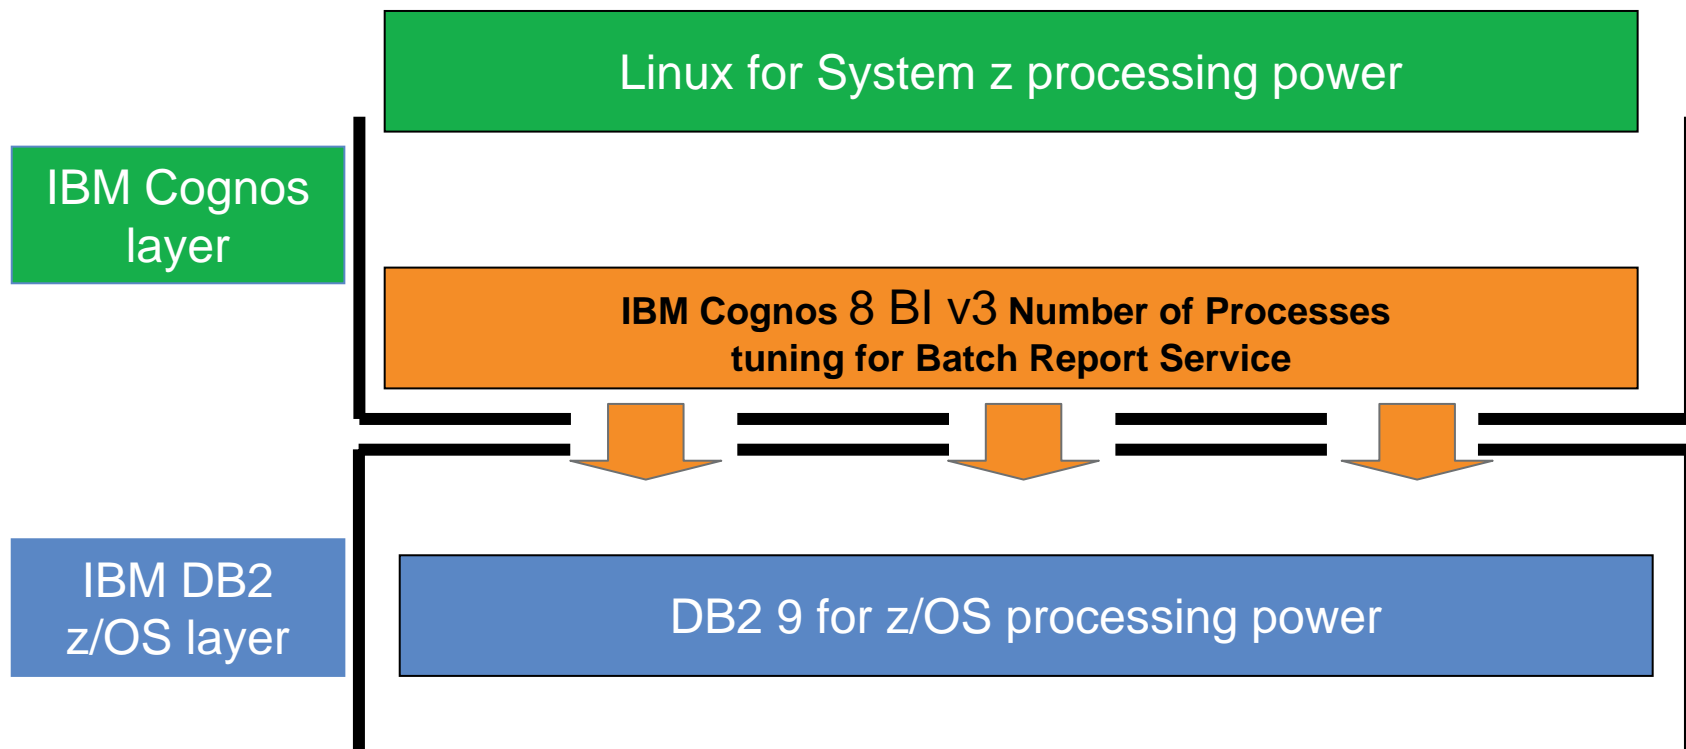 Linux for System z processing power
IBM Cognos
layer
IBM Cognos 8 BI v3 Number of Processes
tuning for Batch Report Service
IBM DB2
z/OS layer
DB2 9 for z/OS processing power